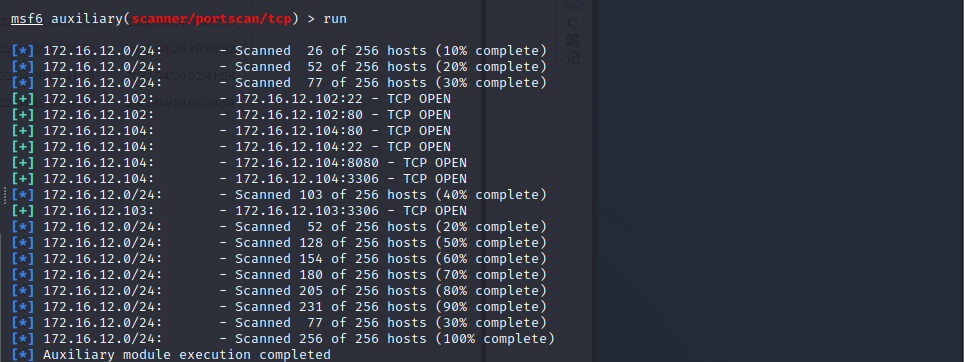 msf6 auxiliary(scanner/portscan/tcp) > run
[*] 172.16.12.0/24:       - Scanned  26 of 256 hosts (10% complete)
[*] 172.16.12.0/24:       - Scanned  52 of 256 hosts (20% complete)
[*] 172.16.12.0/24:       - Scanned  77 of 256 hosts (30% complete)
[+] 172.16.12.102:        - 172.16.12.102:22 - TCP OPEN
[+] 172.16.12.102:        - 172.16.12.102:80 - TCP OPEN
[+] 172.16.12.104:        - 172.16.12.104:80 - TCP OPEN
[+] 172.16.12.104:        - 172.16.12.104:22 - TCP OPEN
[+] 172.16.12.104:        - 172.16.12.104:8080 - TCP OPEN
[+] 172.16.12.104:        - 172.16.12.104:3306 - TCP OPEN
[*] 172.16.12.0/24:       - Scanned 103 of 256 hosts (40% complete)
[+] 172.16.12.103:        - 172.16.12.103:3306 - TCP OPEN
[*] 172.16.12.0/24:       - Scanned  52 of 256 hosts (20% complete)
[*] 172.16.12.0/24:       - Scanned 128 of 256 hosts (50% complete)
[*] 172.16.12.0/24:       - Scanned 154 of 256 hosts (60% complete)
[*] 172.16.12.0/24:       - Scanned 180 of 256 hosts (70% complete)
[*] 172.16.12.0/24:       - Scanned 205 of 256 hosts (80% complete)
[*] 172.16.12.0/24:       - Scanned 231 of 256 hosts (90% complete)
[*] 172.16.12.0/24:       - Scanned  77 of 256 hosts (30% complete)
[*] 172.16.12.0/24:       - Scanned 256 of 256 hosts (100% complete)
[*] Auxiliary module execution completed
C笔记